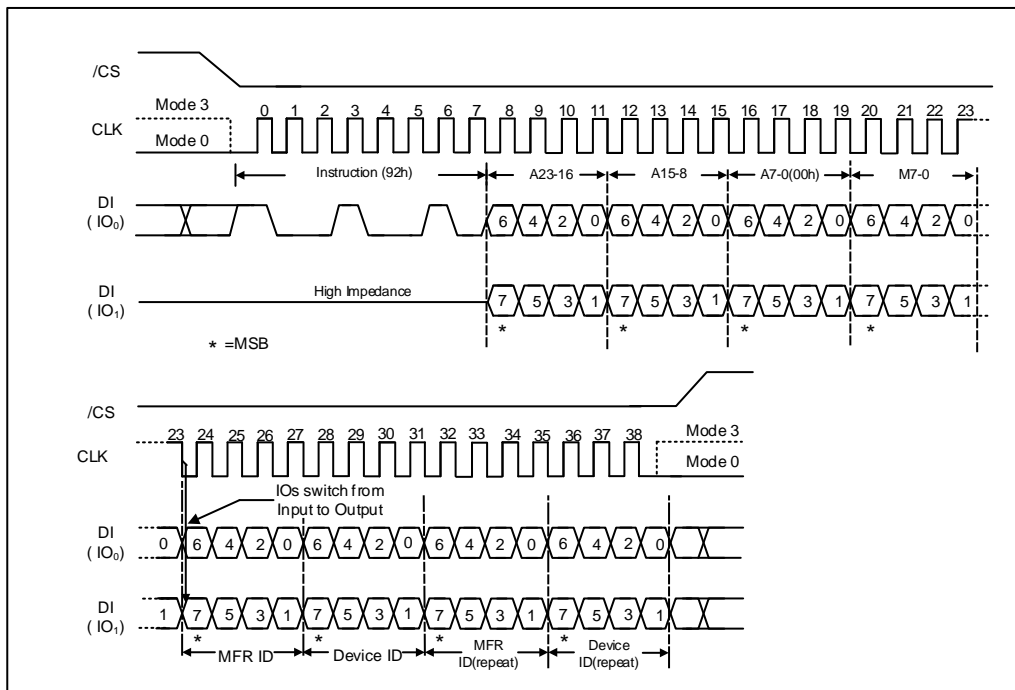 /CS
Mode 3
0 1 2 3 4 5 6 7 8 9 10 11 12 13 14 15 16 17 18 19 20 21 22 23
CLK
Mode 0
Instruction (92h) A23-16 A15-8 A7-0(00h) M7-0
DI
( IO0)
6 4 2 0 6 4 2 0 6 4 2 0 6 4 2 0
High Impedance
DI
( IO1)
7 5 3 1 7 5 3 1 7 5 3 1 7 5 3 1
* * * *
* =MSB
/CS
23 24 25 26 27 28 29 30 31 32 33 34 35 36 37 38
Mode 3
CLK
Mode 0
IOs switch from
Input to Output
DI
( IO0)
0 6 4 2 0 6 4 2 0 6 4 2 0 6 4 2 0
DI
( IO1)
1 7 5 3 1 7 5 3 1 7 5 3 1 7 5 3 1
* * * *
MFR ID Device ID MFR
ID(repeat) Device
ID(repeat)